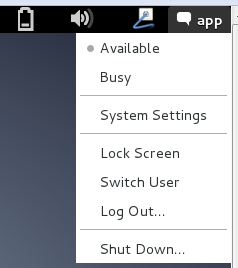 app
Available
Busy
System Settings
Lock Screen
Switch User
Log Out...
Shut Down...